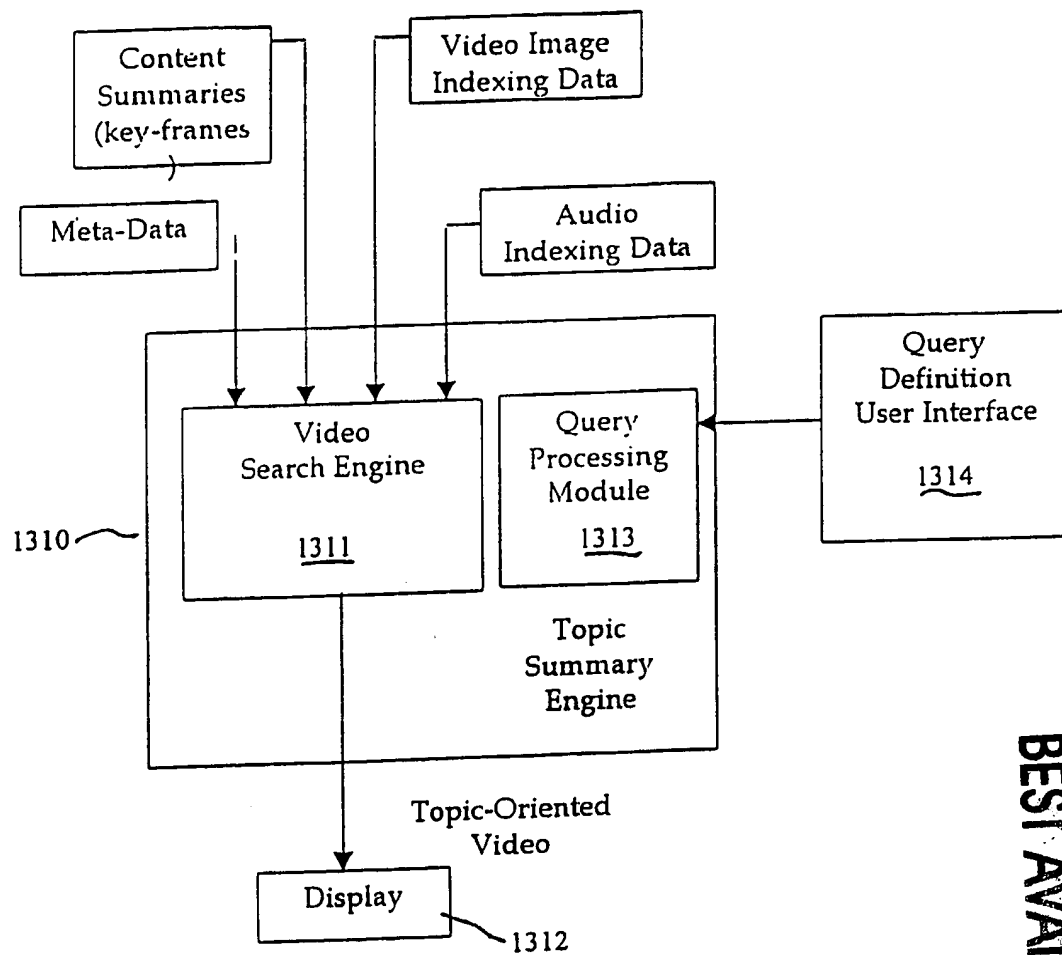 Content
Summaries
(key-frames
)
Video Image
Indexing Data
Meta-Data
Audio
Indexing Data
Video
Search Engine
1311
Query
Processing
Module
1313
Query
Definition
User Interface
1314
1310
Topic
Summary
Engine
Topic-Oriented
Video
Display
1312
BEST